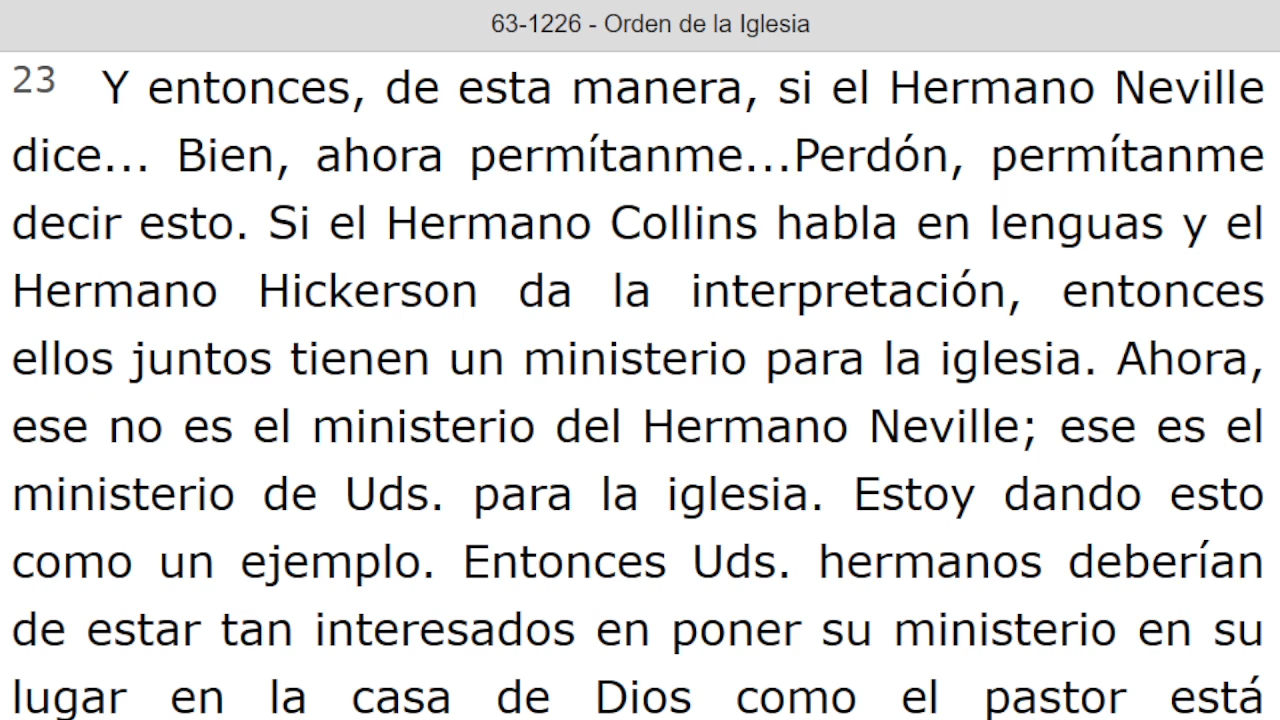 63-1226 - Orden de la Iglesia
23 Y entonces, de esta manera, si el Hermano Neville
dice... Bien, ahora permítanme...Perdón, permítanme
decir esto. Si el Hermano Collins habla en lenguas y el
Hermano Hickerson da la interpretación, entonces
ellos juntos tienen un ministerio para la iglesia. Ahora,
ese no es el ministerio del Hermano Neville; ese es el
ministerio de Uds. para la iglesia. Estoy dando esto
como un ejemplo. Entonces Uds. hermanos deberían
de estar tan interesados en poner su ministerio en su
lugar en la casa de Dios como el pastor está